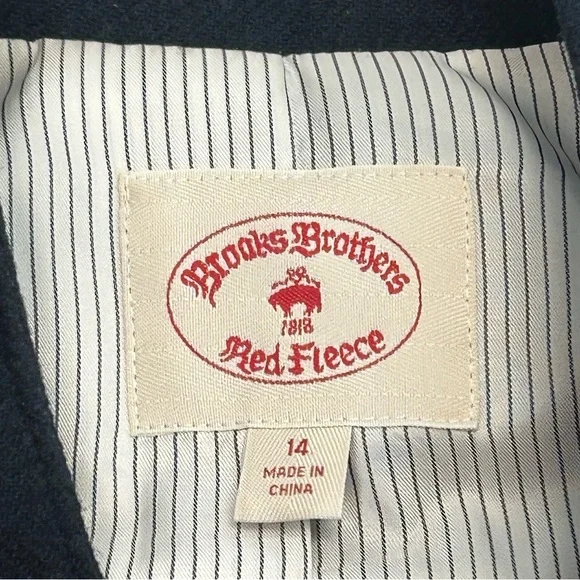 Brooks Brothers
1818
Red Fleece
14
MADE IN
CHINA